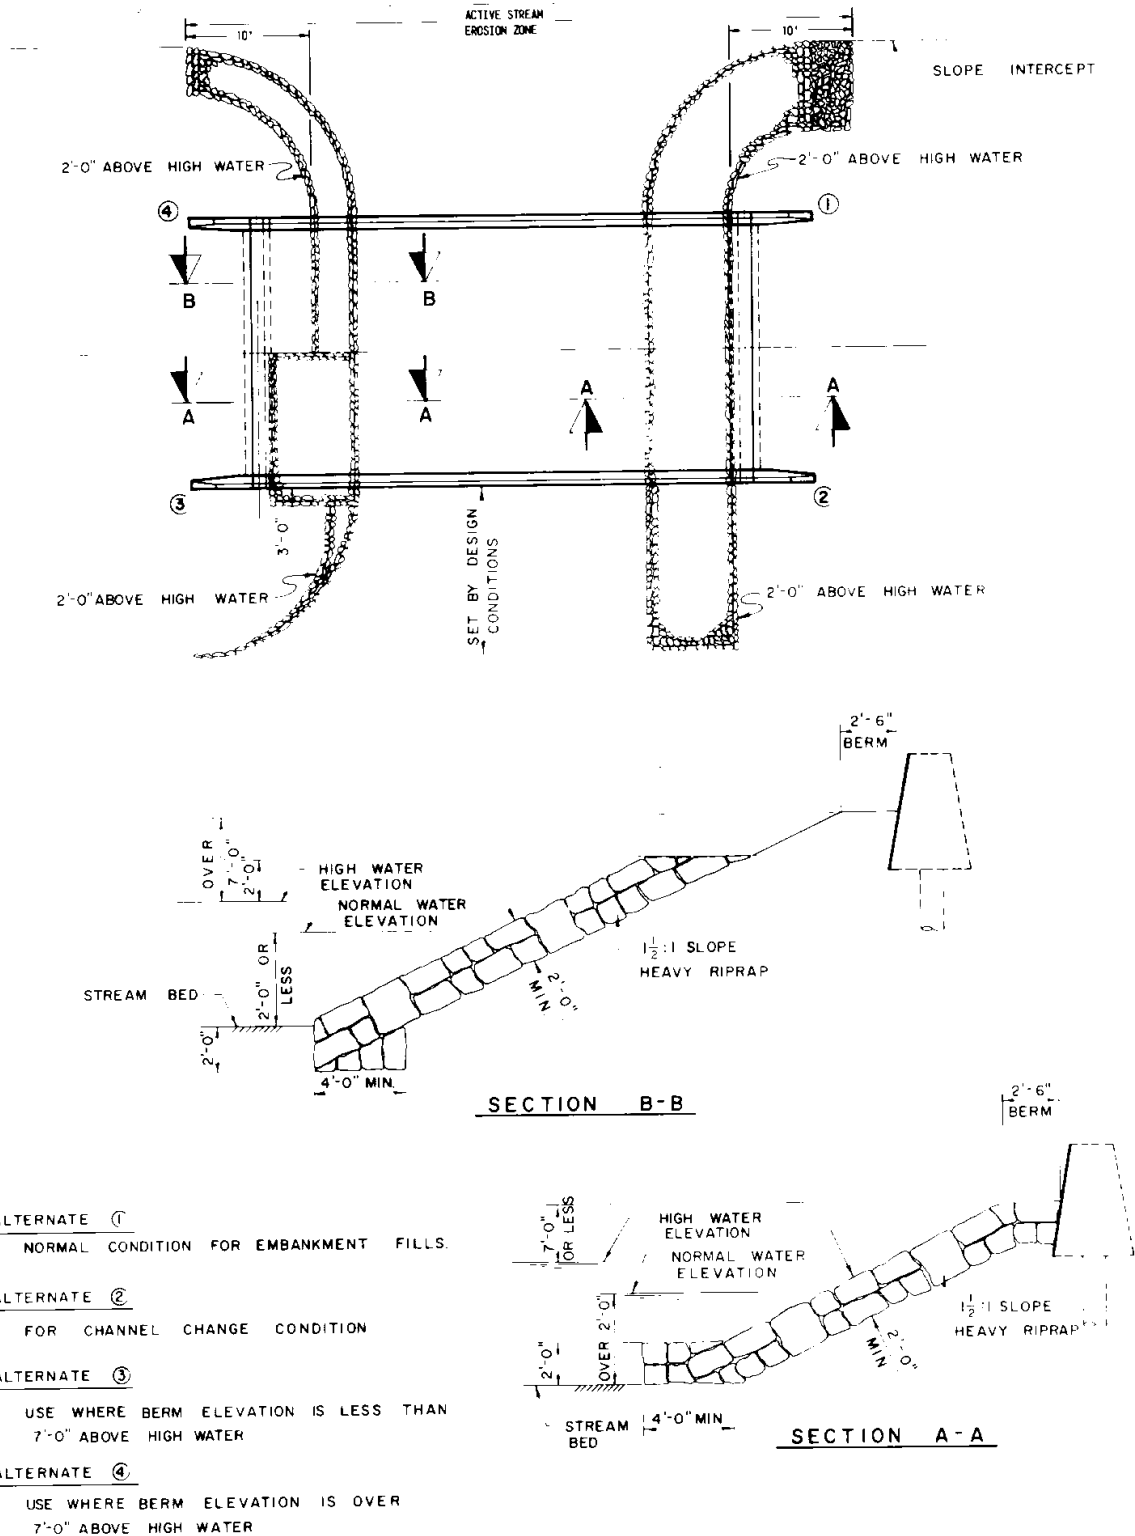 ACTIVE STREAM
EROSION ZONE
10'
10'
SLOPE INTERCEPT
2'-0" ABOVE HIGH WATER
2'-0" ABOVE HIGH WATER
④
①
B
B
A
A
A
A
③
②
3'-0"
SET BY DESIGN
CONDITIONS
2'-0" ABOVE HIGH WATER
2'-0" ABOVE HIGH WATER
2'-6"
BERM
OVER
7'-0"
2'-0"
HIGH WATER
ELEVATION
NORMAL WATER
ELEVATION
2'-0" OR
LESS
STREAM BED
2'-0"
4'-0" MIN.
2'-0"
MIN.
1½:1 SLOPE
HEAVY RIPRAP
SECTION B-B
2'-6"
BERM
7'-0"
OR LESS
HIGH WATER
ELEVATION
NORMAL WATER
ELEVATION
OVER 2'-0"
2'-0"
1½:1 SLOPE
HEAVY RIPRAP
2'-0"
MIN
STREAM
BED
4'-0" MIN
SECTION A-A
LTERNATE ①
NORMAL CONDITION FOR EMBANKMENT FILLS.
LTERNATE ②
FOR CHANNEL CHANGE CONDITION
LTERNATE ③
USE WHERE BERM ELEVATION IS LESS THAN
7'-0" ABOVE HIGH WATER
LTERNATE ④
USE WHERE BERM ELEVATION IS OVER
7'-0" ABOVE HIGH WATER